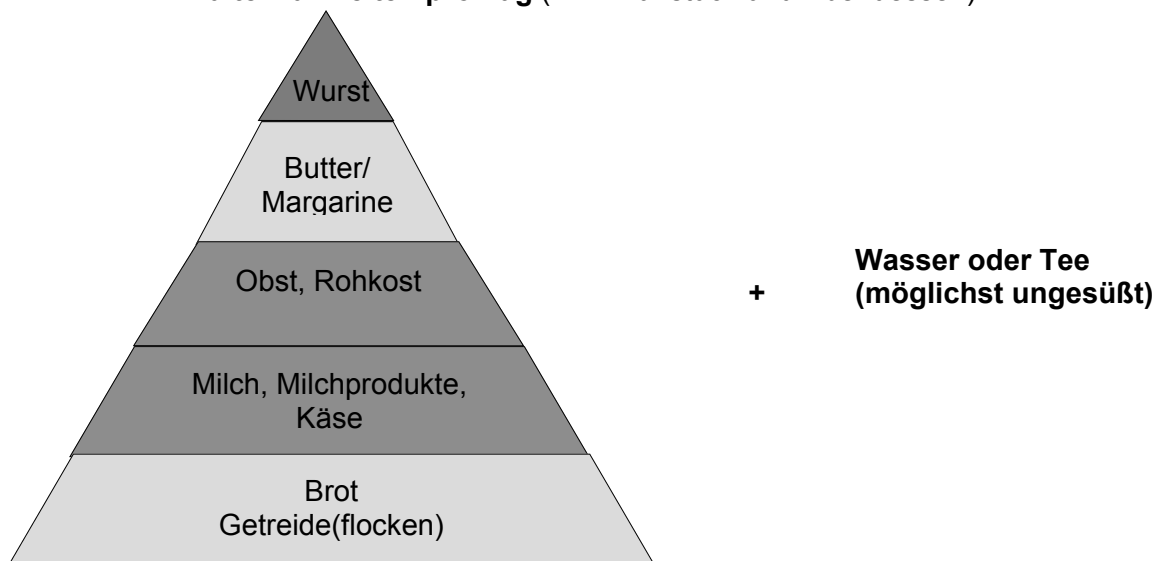 Wurst
Butter/
Margarine
Obst, Rohkost
Wasser oder Tee
+ (möglichst ungesüßt)
Milch, Milchprodukte,
Käse
Brot
Getreide(flocken)